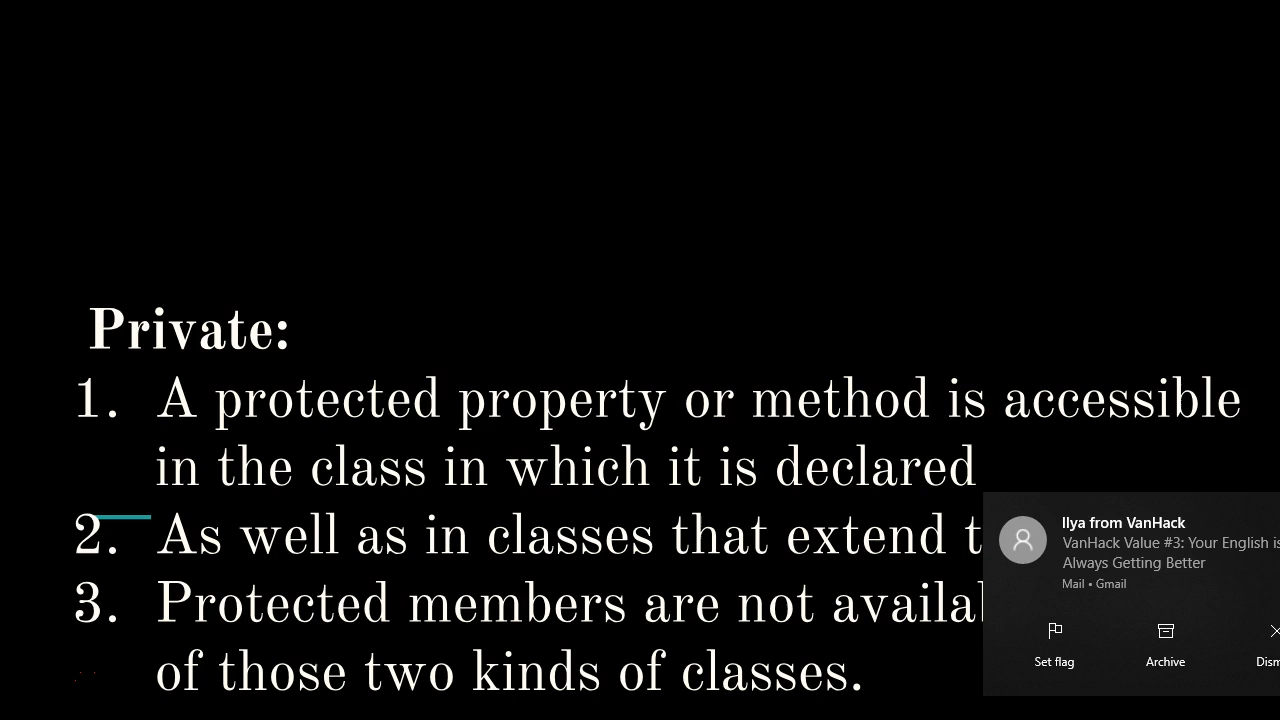 Private:
1. A protected property or method is accessible
in the class in which it is declared
2. As well as in classes that extend
3. Protected members are not
of those two kinds of classes.
Ilya from VanHack
VanHack Value #3: Your English is
Always Getting Better
Mail • Gmail
Set flag Archive